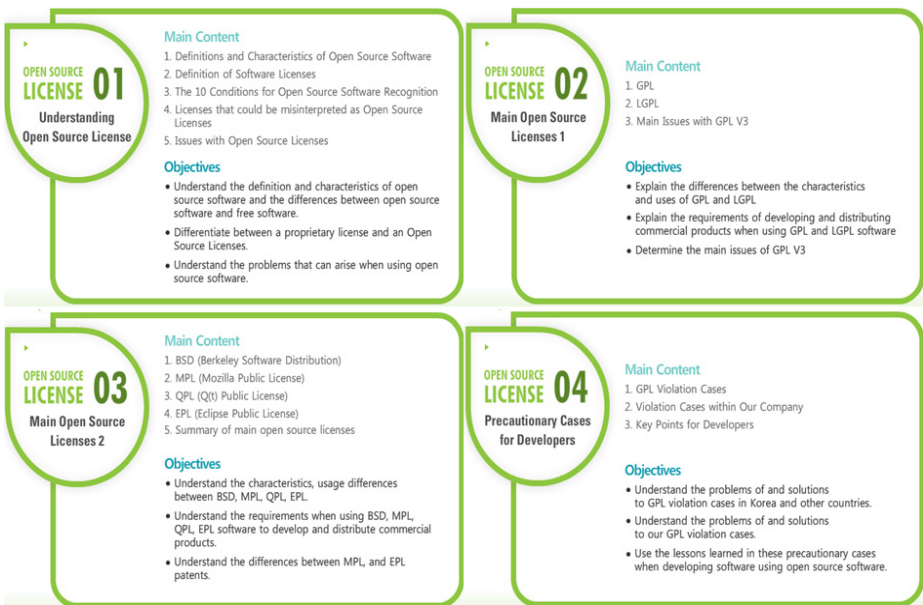 OPEN SOURCE
LICENSE 01
Understanding
Open Source License
Main Content
1. Definitions and Characteristics of Open Source Software
2. Definition of Software Licenses
3. The 10 Conditions for Open Source Software Recognition
4. Licenses that could be misinterpreted as Open Source
Licenses
5. Issues with Open Source Licenses
Objectives
• Understand the definition and characteristics of open
source software and the differences between open source
software and free software.
• Differentiate between a proprietary license and an Open
Source Licenses.
• Understand the problems that can arise when using open
source software.
OPEN SOURCE
LICENSE 02
Main Open Source
Licenses 1
Main Content
1. GPL
2. LGPL
3. Main Issues with GPL V3
Objectives
• Explain the differences between the characteristics
and uses of GPL and LGPL
• Explain the requirements of developing and distributing
commercial products when using GPL and LGPL software
• Determine the main issues of GPL V3
OPEN SOURCE
LICENSE 03
Main Open Source
Licenses 2
Main Content
1. BSD (Berkeley Software Distribution)
2. MPL (Mozilla Public License)
3. QPL (Q(t) Public License)
4. EPL (Eclipse Public License)
5. Summary of main open source licenses
Objectives
• Understand the characteristics, usage differences
between BSD, MPL, QPL, EPL.
• Understand the requirements when using BSD, MPL,
QPL, EPL software to develop and distribute commercial
products.
• Understand the differences between MPL, and EPL
patents.
OPEN SOURCE
LICENSE 04
Precautionary Cases
for Developers
Main Content
1. GPL Violation Cases
2. Violation Cases within Our Company
3. Key Points for Developers
Objectives
• Understand the problems of and solutions
to GPL violation cases in Korea and other countries.
• Understand the problems of and solutions
to our GPL violation cases.
• Use the lessons learned in these precautionary cases
when developing software using open source software.